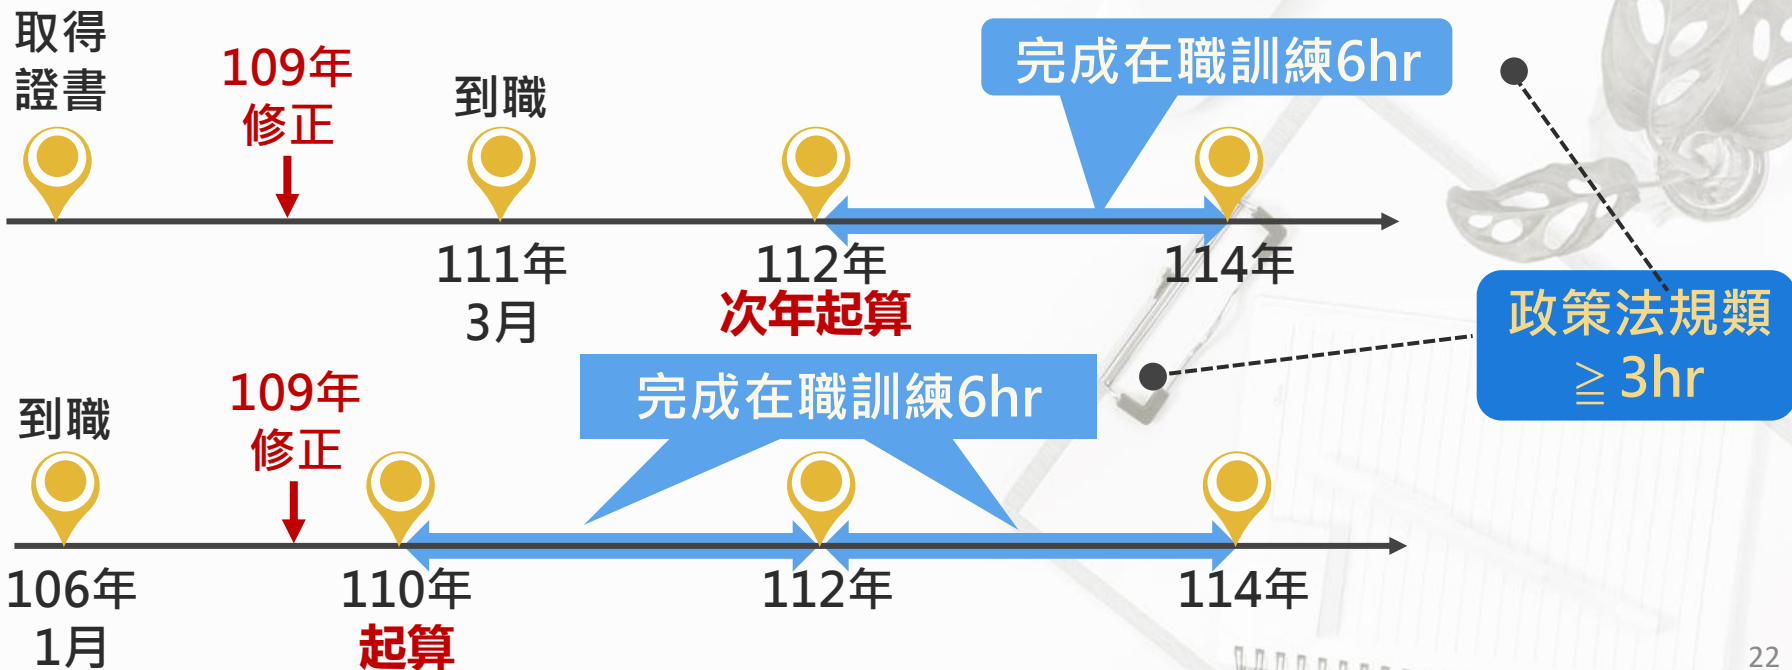 取得
證書
109年
修正
到職
完成在職訓練6hr
111年
3月
112年
次年起算
114年
政策法規類
≧ 3hr
到職
109年
修正
完成在職訓練6hr
106年
1月
110年
起算
112年
114年
22